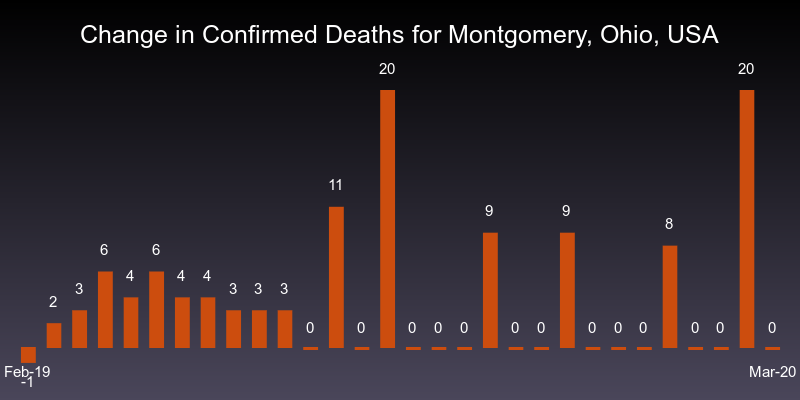 Change in Confirmed Deaths for Montgomery, Ohio, USA
20 20
11
9 9
8
6 6
4 4 4
2 3 3 3 3
0 0 0 0 0 0 0 0 0 0 0 0 0 0
Feb-19 Mar-20
-1